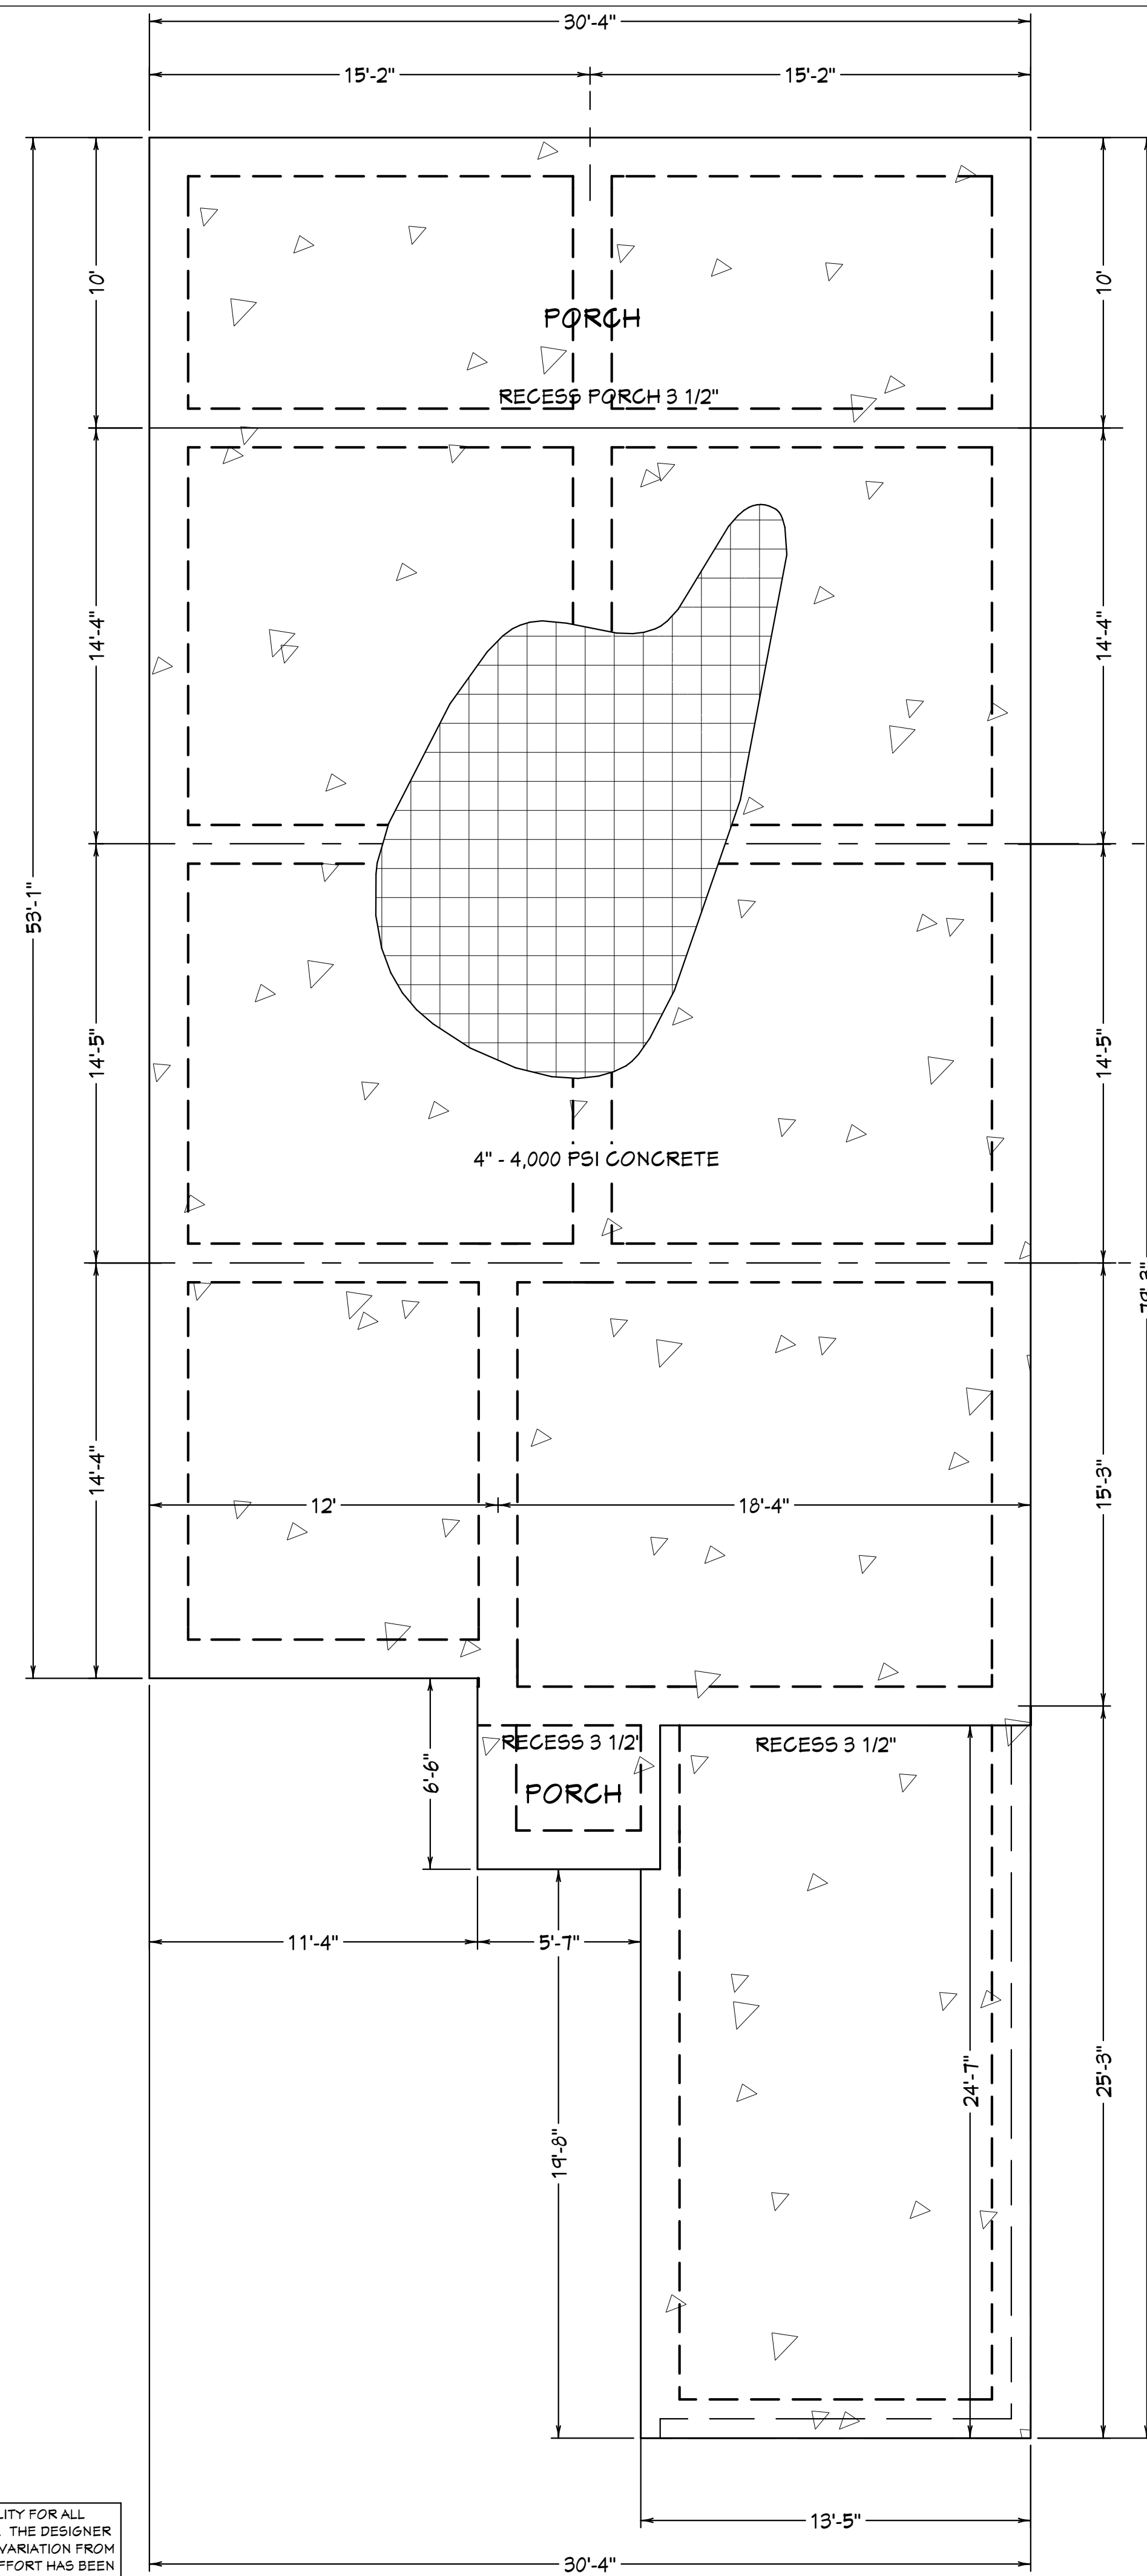 30'-4"
15'-2"
15'-2"
10'
10'
PORCH
RECESS PORCH 3 1/2"
14'-4"
14'-4"
53'-1"
14'-5"
14'-5"
4" - 4,000 PSI CONCRETE
79'-3"
14'-4"
15'-3"
12'
18'-4"
RECESS 3 1/2"
RECESS 3 1/2"
6'-6"
PORCH
11'-4"
5'-7"
24'-7"
25'-3"
19'-8"
13'-5"
LITY FOR ALL
THE DESIGNER
VARIATION FROM
FFORT HAS BEEN
30'-4"